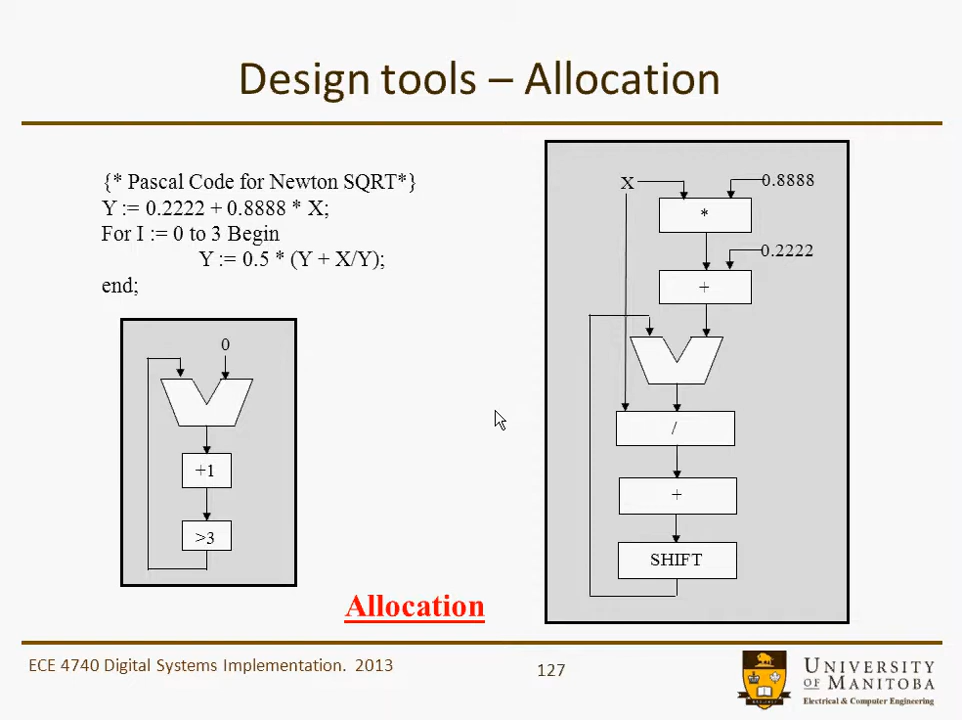 Design tools – Allocation
{* Pascal Code for Newton SQRT*}
Y := 0.2222 + 0.8888 * X;
For I := 0 to 3 Begin
Y := 0.5 * (Y + X/Y);
end;
0
+1
>3
X
0.8888
*
0.2222
+
/
+
SHIFT
Allocation
ECE 4740 Digital Systems Implementation. 2013
127
UNIVERSITY
OF MANITOBA
Electrical & Computer Engineering